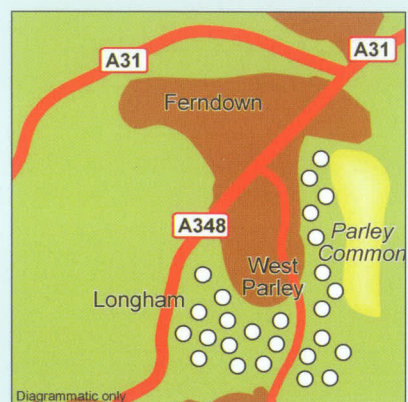 A31
A31
Ferndown
A348
Parley
Common
West
Parley
Longham
Diagrammatic only